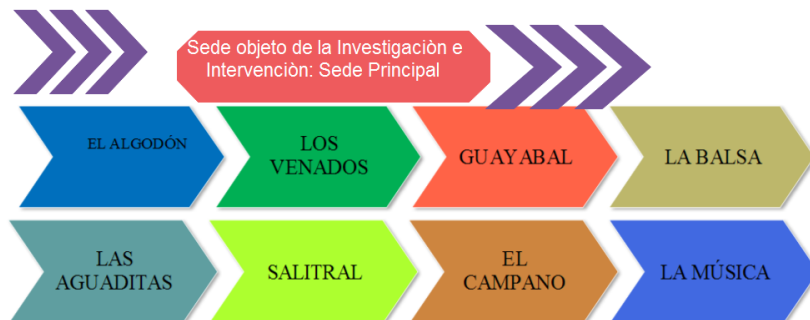 Sede objeto de la Investigaciòn e
Intervenciòn: Sede Principal
EL ALGODÓN
LOS
VENADOS
GUAYABAL
LA BALSA
LAS
AGUADITAS
SALITRAL
EL
CAMPANO
LA MÚSICA